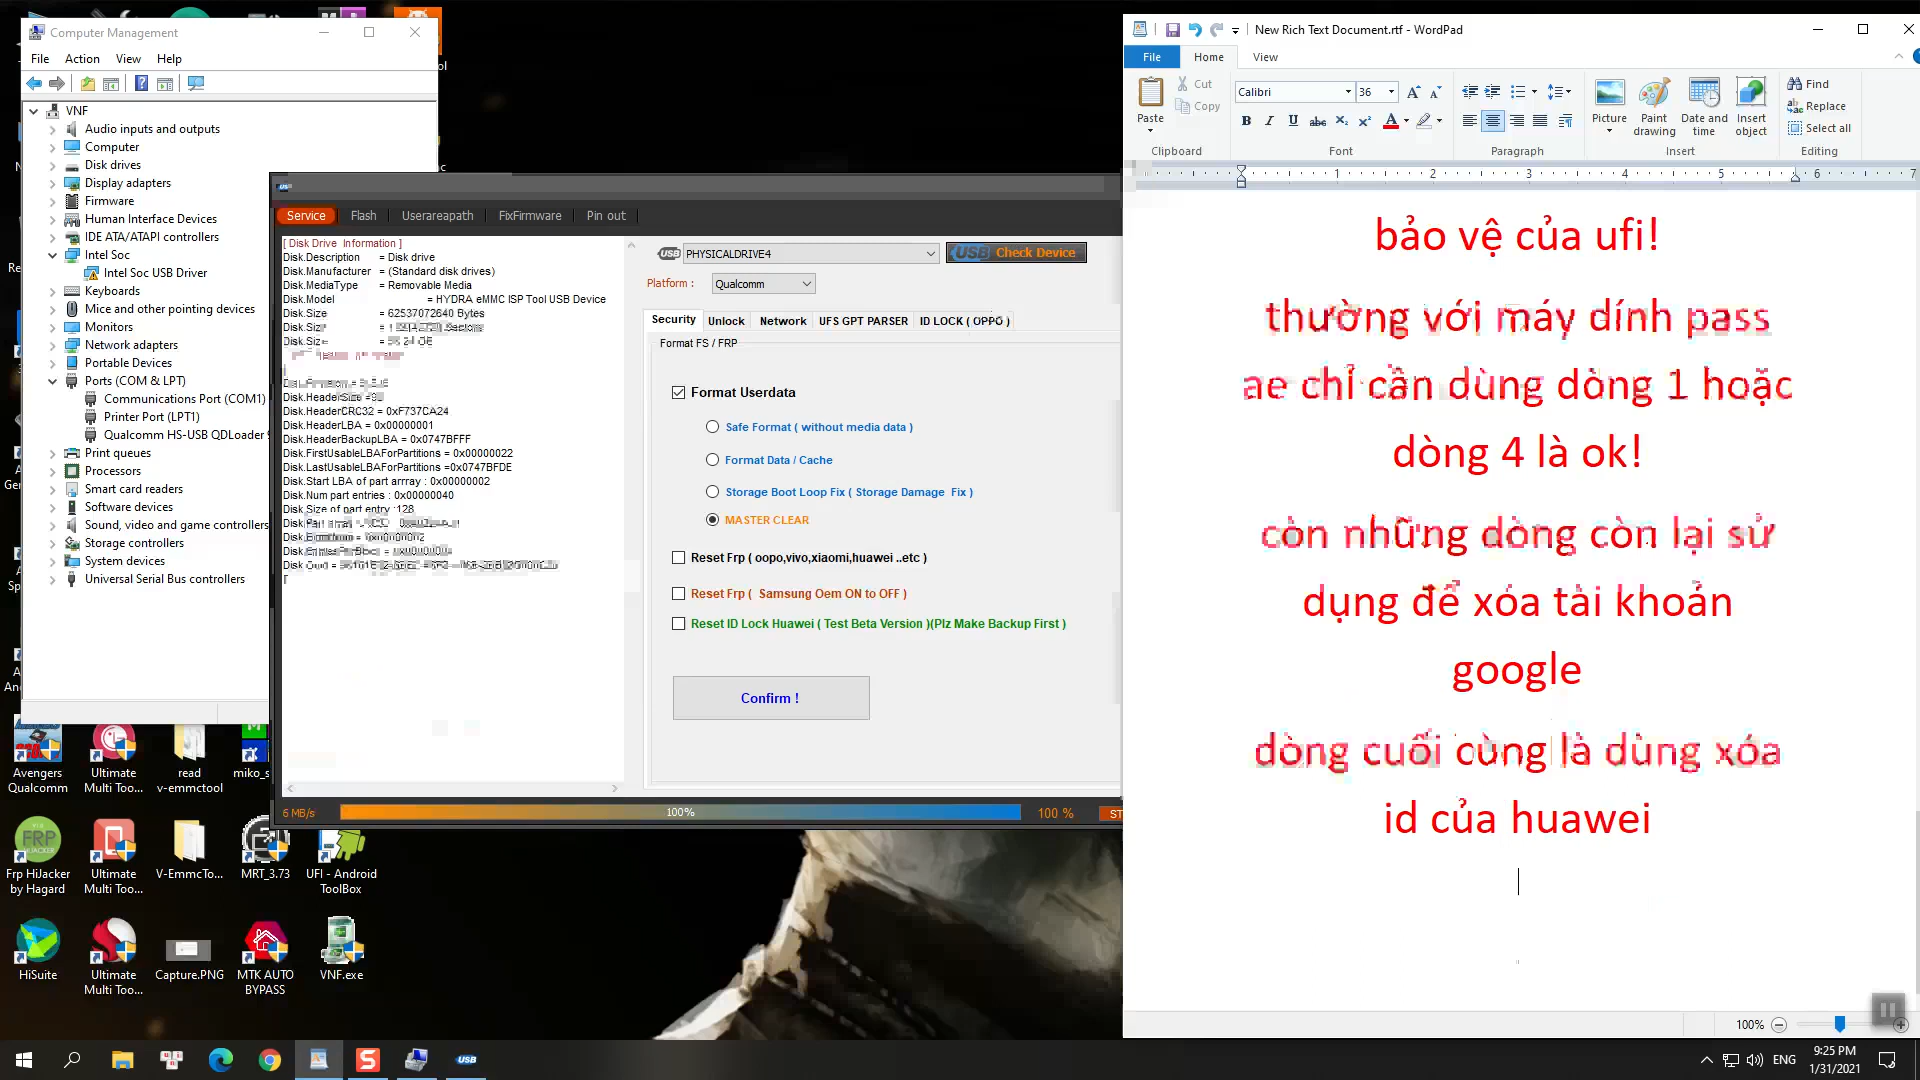 Computer Management
File Action View Help
VNF
Audio inputs and outputs
Computer
Disk drives
Display adapters
Firmware
Human Interface Devices
IDE ATA/ATAPI controllers
Intel Soc
Intel Soc USB Driver
Keyboards
Mice and other pointing devices
Monitors
Network adapters
Portable Devices
Ports (COM & LPT)
Communications Port (COM1)
Printer Port (LPT1)
Qualcomm HS-USB QDLoader
Print queues
Processors
Smart card readers
Software devices
Sound, video and game controllers
Storage controllers
System devices
Universal Serial Bus controllers
Service Flash Userareapath FixFirmware Pin out
[ Disk Drive Information ]
Disk.Description = Disk drive
Disk.Manufacturer = (Standard disk drives)
Disk.MediaType = Removable Media
Disk.Model = HYDRA eMMC ISP Tool USB Device
Disk.Size = 62537072640 Bytes
Disk.HeaderCRC32 = 0xF737CA24
Disk.HeaderLBA = 0x00000001
Disk.HeaderBackupLBA = 0x0747BFFF
Disk.FirstUsableLBAForPartitions = 0x00000022
Disk.LastUsableLBAForPartitions =0x0747BFDE
Disk.Start LBA of part arrray : 0x00000002
Disk.Num part entries : 0x00000040
Disk.Size of part entry :128
USB PHYSICALDRIVE4 USB Check Device
Platform : Qualcomm
Security Unlock Network UFS GPT PARSER ID LOCK ( OPPO )
Format FS / FRP
Format Userdata
Safe Format ( without media data )
Format Data / Cache
Storage Boot Loop Fix ( Storage Damage Fix )
MASTER CLEAR
Reset Frp ( oopo,vivo,xiaomi,huawei ..etc )
Reset Frp ( Samsung Oem ON to OFF )
Reset ID Lock Huawei ( Test Beta Version )(Plz Make Backup First )
Confirm !
6 MB/s 100% 100 % ST
New Rich Text Document.rtf - WordPad
File Home View
Paste Cut Copy
Clipboard
Calibri 36
Font
Paragraph
Picture
Paint drawing
Date and time
Insert object
Insert
Find
Replace
Select all
Editing
1 2 3 4 5 6 7
bảo vệ của ufi!
thường với máy dính pass
ae chỉ cần dùng dòng 1 hoặc
dòng 4 là ok!
còn những dòng còn lại sử
dụng để xóa tài khoản
google
dòng cuối cùng là dùng xóa
id của huawei
100%
Avengers Qualcomm
Ultimate Multi Too...
read v-emmctool
miko_s
Frp HiJacker by Hagard
Ultimate Multi Too...
V-EmmcTo...
MRT_3.73
UFI - Android ToolBox
HiSuite
Ultimate Multi Too...
Capture.PNG
MTK AUTO BYPASS
VNF.exe
ENG
9:25 PM
1/31/2021